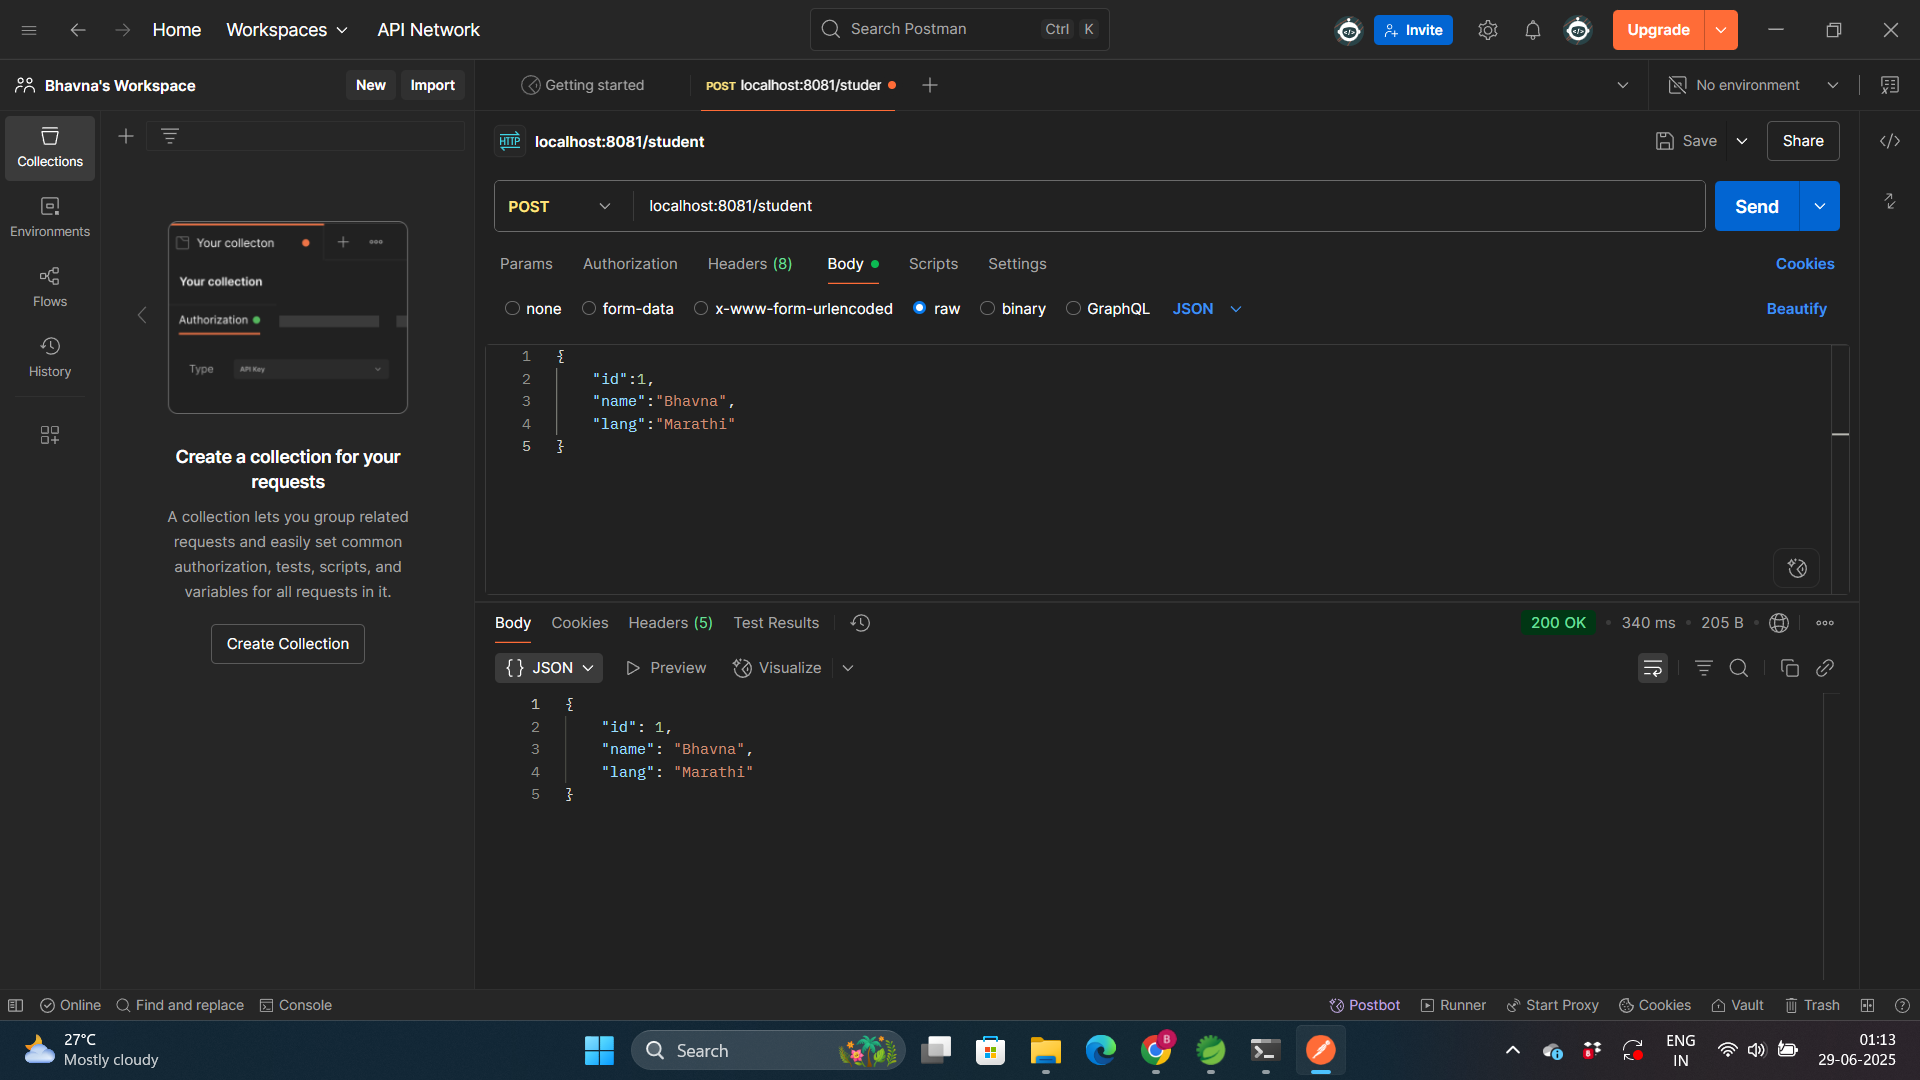 Home
Workspaces
API Network
Search Postman
Ctrl K
Invite
Upgrade
Bhavna's Workspace
New
Import
Getting started
POST localhost:8081/studer
No environment
Collections
Environments
Flows
History
Your collecton
Your collection
Authorization
Type
API Key
Create a collection for your
requests
A collection lets you group related
requests and easily set common
authorization, tests, scripts, and
variables for all requests in it.
Create Collection
HTTP localhost:8081/student
Save
Share
POST
localhost:8081/student
Send
Params
Authorization
Headers (8)
Body
Scripts
Settings
Cookies
none
form-data
x-www-form-urlencoded
raw
binary
GraphQL
JSON
Beautify
1 {
2 "id":1,
3 "name":"Bhavna",
4 "lang":"Marathi"
5 }
Body
Cookies
Headers (5)
Test Results
200 OK
340 ms
205 B
{} JSON
Preview
Visualize
1 {
2 "id": 1,
3 "name": "Bhavna",
4 "lang": "Marathi"
5 }
Online
Find and replace
Console
Postbot
Runner
Start Proxy
Cookies
Vault
Trash
27°C
Mostly cloudy
Search
B
8
ENG
IN
01:13
29-06-2025